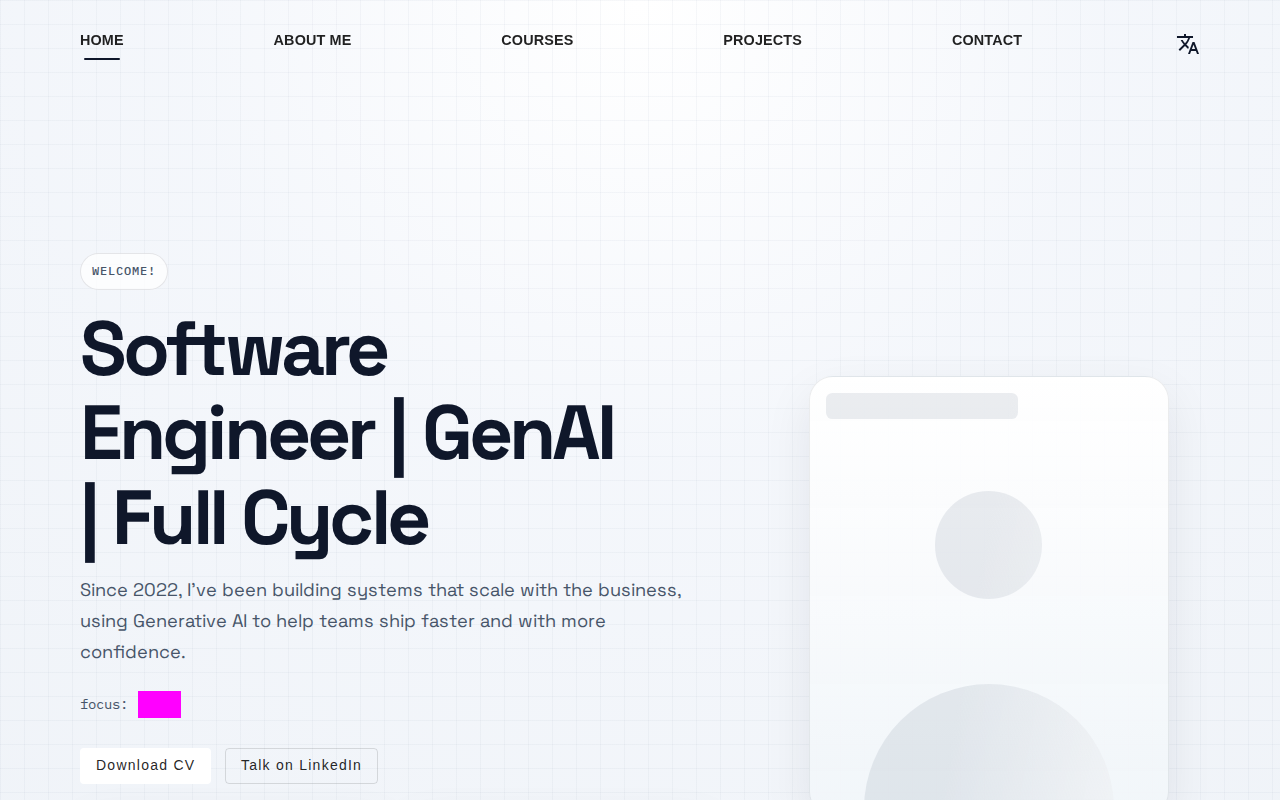 HOME
ABOUT ME
COURSES
PROJECTS
CONTACT
WELCOME!
Software
Engineer | GenAI
| Full Cycle
Since 2022, I've been building systems that scale with the business,
using Generative AI to help teams ship faster and with more
confidence.
focus:
Download CV
Talk on LinkedIn